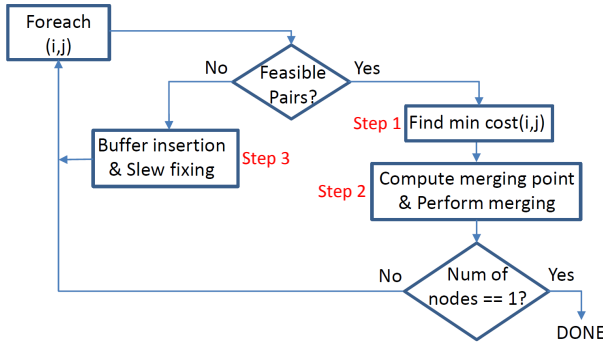 Foreach
(i,j)
No
Feasible
Pairs?
Yes
Step 1
Find min cost(i,j)
Buffer insertion
& Slew fixing
Step 3
Step 2
Compute merging point
& Perform merging
No
Num of
nodes == 1?
Yes
DONE